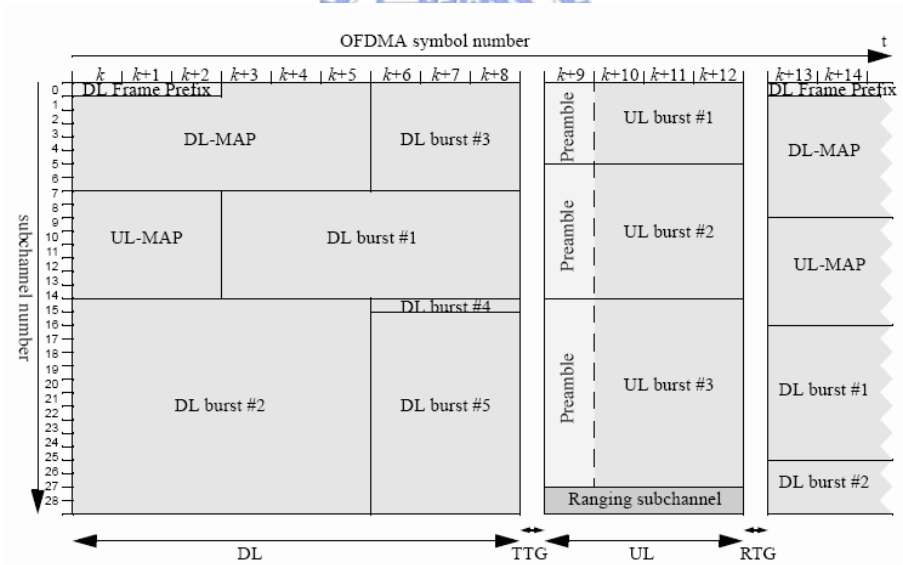 OFDMA symbol number
t
k k+1 k+2 k+3 k+4 k+5 k+6 k+7 k+8 k+9 k+10 k+11 k+12 k+13 k+14
subchannel number
0
1
2
3
4
5
6
7
8
9
10
11
12
13
14
15
16
17
18
19
20
21
22
23
24
25
26
27
28
DL Frame Prefix
DL-MAP
DL burst #3
UL-MAP
DL burst #1
DL burst #4
DL burst #2
DL burst #5
Preamble
UL burst #1
Preamble
UL burst #2
Preamble
UL burst #3
Ranging subchannel
DL Frame Prefix
DL-MAP
UL-MAP
DL burst #1
DL burst #2
DL
TTG
UL
RTG